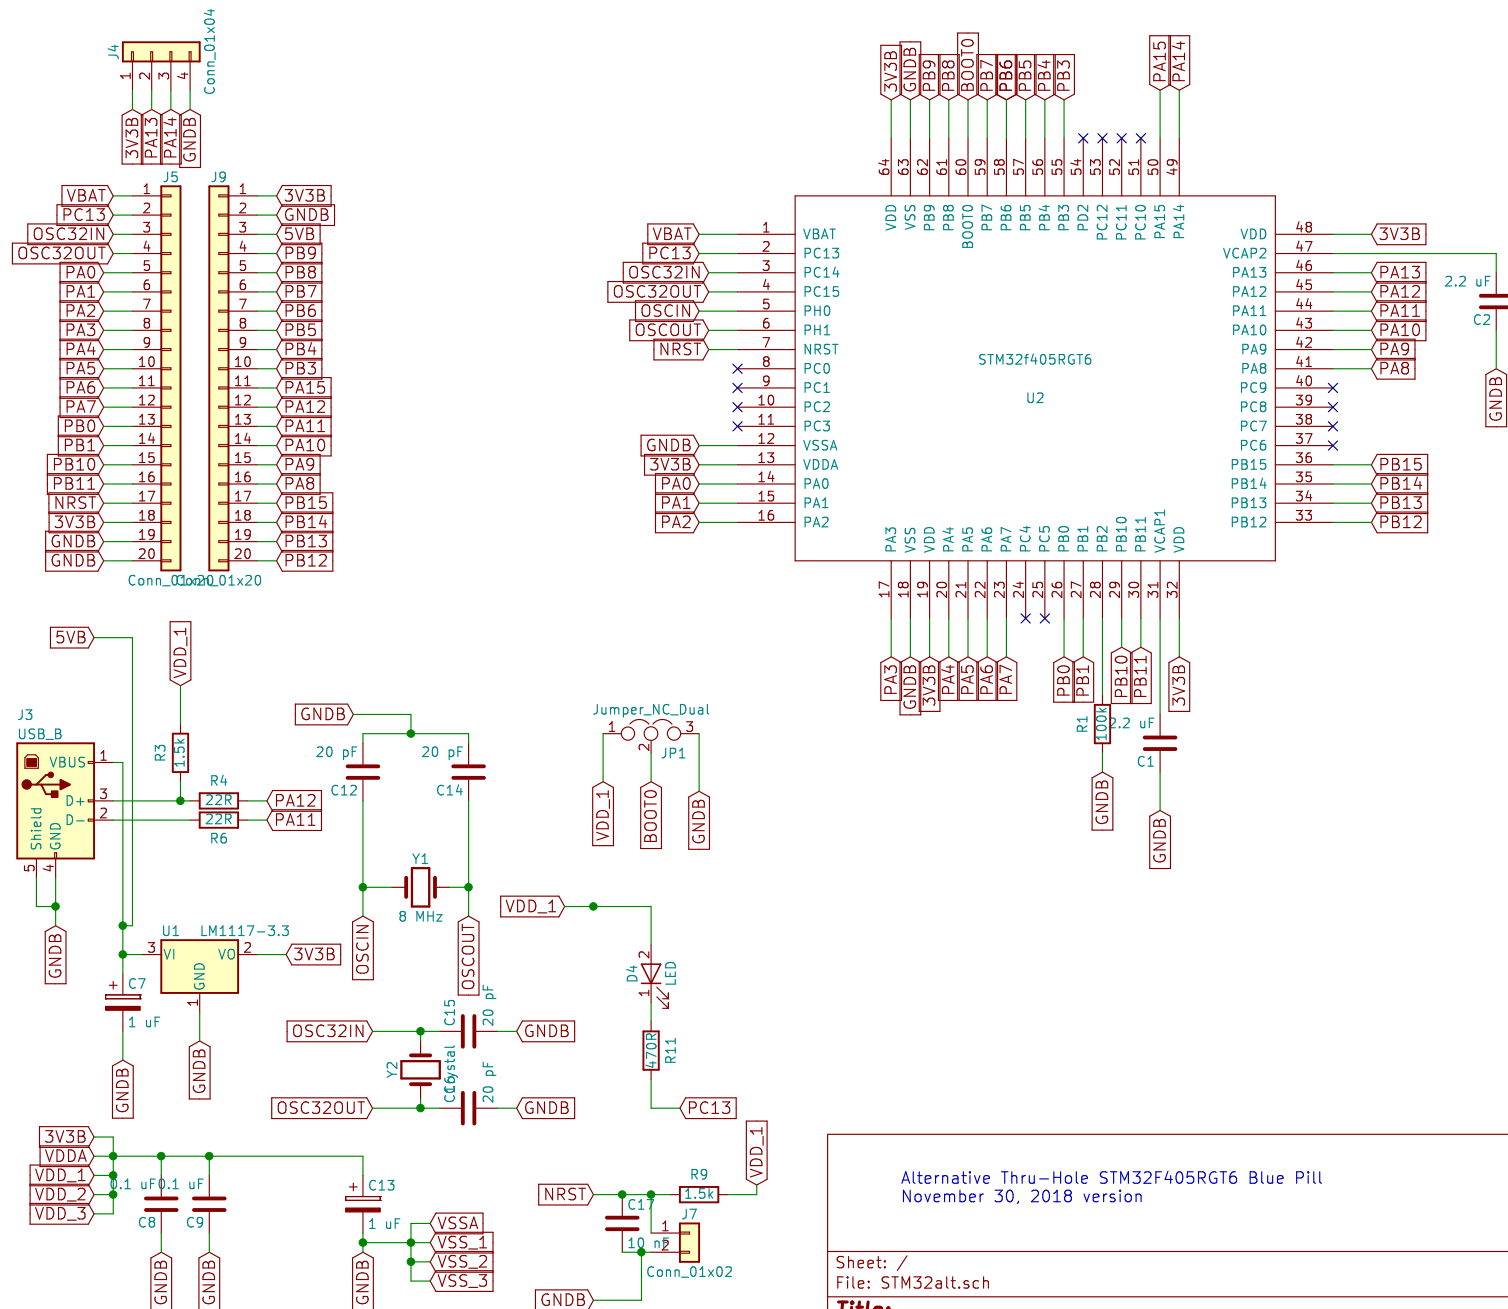 J4
Conn_01x04
1 2 3 4
3V3B PA13 PA14 GNDB
J5 J9
VBAT 1 1 3V3B
PC13 2 2 GNDB
OSC32IN 3 3 5VB
OSC32OUT 4 4 PB9
PA0 5 5 PB8
PA1 6 6 PB7
PA2 7 7 PB6
PA3 8 8 PB5
PA4 9 9 PB4
PA5 10 10 PB3
PA6 11 11 PA15
PA7 12 12 PA12
PB0 13 13 PA11
PB1 14 14 PA10
PB10 15 15 PA9
PB11 16 16 PA8
NRST 17 17 PB15
3V3B 18 18 PB14
GNDB 19 19 PB13
GNDB 20 20 PB12
Conn_01x20 Conn_01x20
3V3B GNDB PB9 PB8 BOOT0 PB7 PB6 PB5 PB4 PB3 PA15 PA14
64 63 62 61 60 59 58 57 56 55 54 53 52 51 50 49
VDD VSS PB9 PB8 BOOT0 PB7 PB6 PB5 PB4 PB3 PD2 PC12 PC11 PC10 PA15 PA14
VBAT 1 VBAT VDD 48 3V3B
PC13 2 PC13 VCAP2 47
OSC32IN 3 PC14 PA13 46 PA13
OSC32OUT 4 PC15 PA12 45 PA12
OSCIN 5 PH0 PA11 44 PA11
OSCOUT 6 PH1 PA10 43 PA10
NRST 7 NRST PA9 42 PA9
8 PC0 PA8 41 PA8
9 PC1 PC9 40
10 PC2 PC8 39
11 PC3 PC7 38
GNDB 12 VSSA PC6 37
3V3B 13 VDDA PB15 36 PB15
PA0 14 PA0 PB14 35 PB14
PA1 15 PA1 PB13 34 PB13
PA2 16 PA2 PB12 33 PB12
STM32f405RGT6
U2
2.2 uF
C2
GNDB
PA3 VSS VDD PA4 PA5 PA6 PA7 PC4 PC5 PB0 PB1 PB2 PB10 PB11 VCAP1 VDD
17 18 19 20 21 22 23 24 25 26 27 28 29 30 31 32
PA3 GNDB 3V3B PA4 PA5 PA6 PA7 PB0 PB1 PB10 PB11 3V3B
R1 100k
GNDB
2.2 uF
C1
GNDB
5VB
VDD_1
J3
USB_B
VBUS 1
D+ 3
D- 2
Shield GND
5 4
GNDB
R3 1.5k
R4
22R PA12
22R PA11
R6
GNDB
20 pF 20 pF
C12 C14
Y1
8 MHz
OSCIN OSCOUT
Jumper_NC_Dual
1 2 3
JP1
VDD_1 BOOT0 GNDB
U1 LM1117-3.3
3 VI VO 2 3V3B
GND
1
GNDB
+ C7
1 uF
GNDB
OSC32IN C15 20 pF GNDB
Y2 Crystal
OSC32OUT C16 20 pF GNDB
VDD_1
2
D4 LED
1
470R R11
PC13
3V3B
VDDA
VDD_1
VDD_2
VDD_3
0.1 uF 0.1 uF
C8 C9
GNDB GNDB
+ C13
1 uF
GNDB
VSSA
VSS_1
VSS_2
VSS_3
VDD_1
R9
NRST 1.5k
C17
10 nF
J7
1
2
Conn_01x02
GNDB
Alternative Thru-Hole STM32F405RGT6 Blue Pill
November 30, 2018 version
Sheet: /
File: STM32alt.sch
Title: